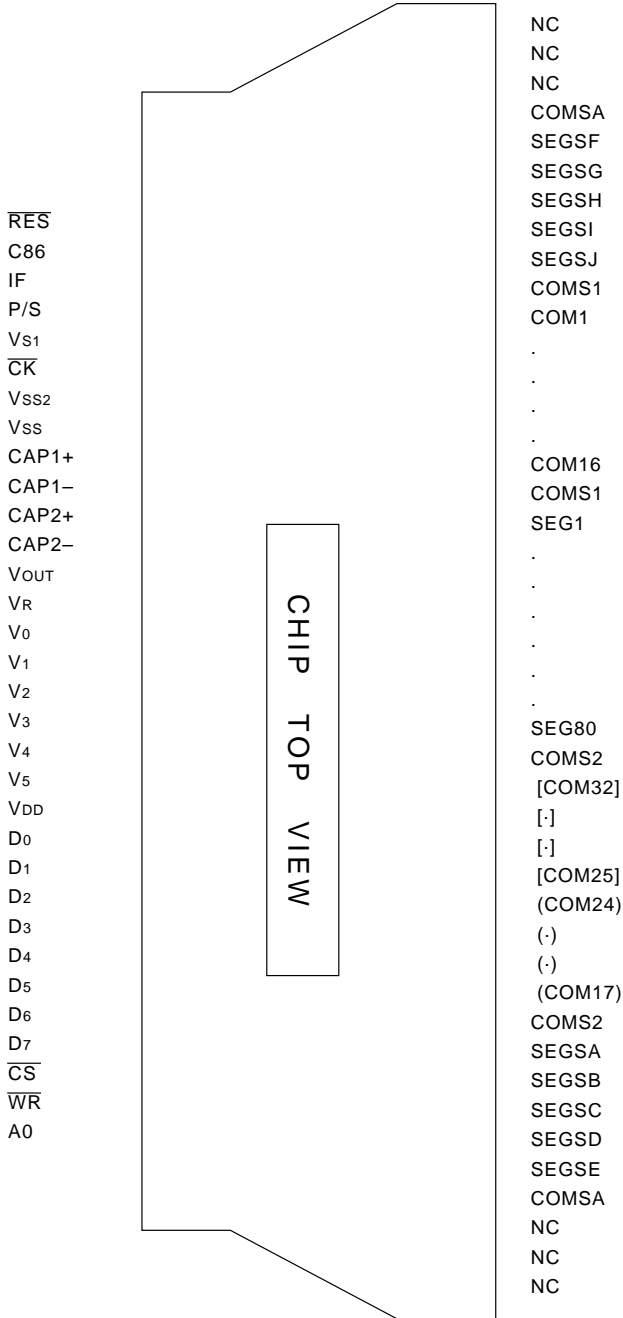 RES
C86
IF
P/S
VS1
CK
VSS2
VSS
CAP1+
CAP1–
CAP2+
CAP2–
VOUT
VR
V0
V1
V2
V3
V4
V5
VDD
D0
D1
D2
D3
D4
D5
D6
D7
CS
WR
A0
CHIP TOP VIEW
NC
NC
NC
COMSA
SEGSF
SEGSG
SEGSH
SEGSI
SEGSJ
COMS1
COM1
.
.
.
.
COM16
COMS1
SEG1
.
.
.
.
.
.
SEG80
COMS2
[COM32]
[·]
[·]
[COM25]
(COM24)
(·)
(·)
(COM17)
COMS2
SEGSA
SEGSB
SEGSC
SEGSD
SEGSE
COMSA
NC
NC
NC